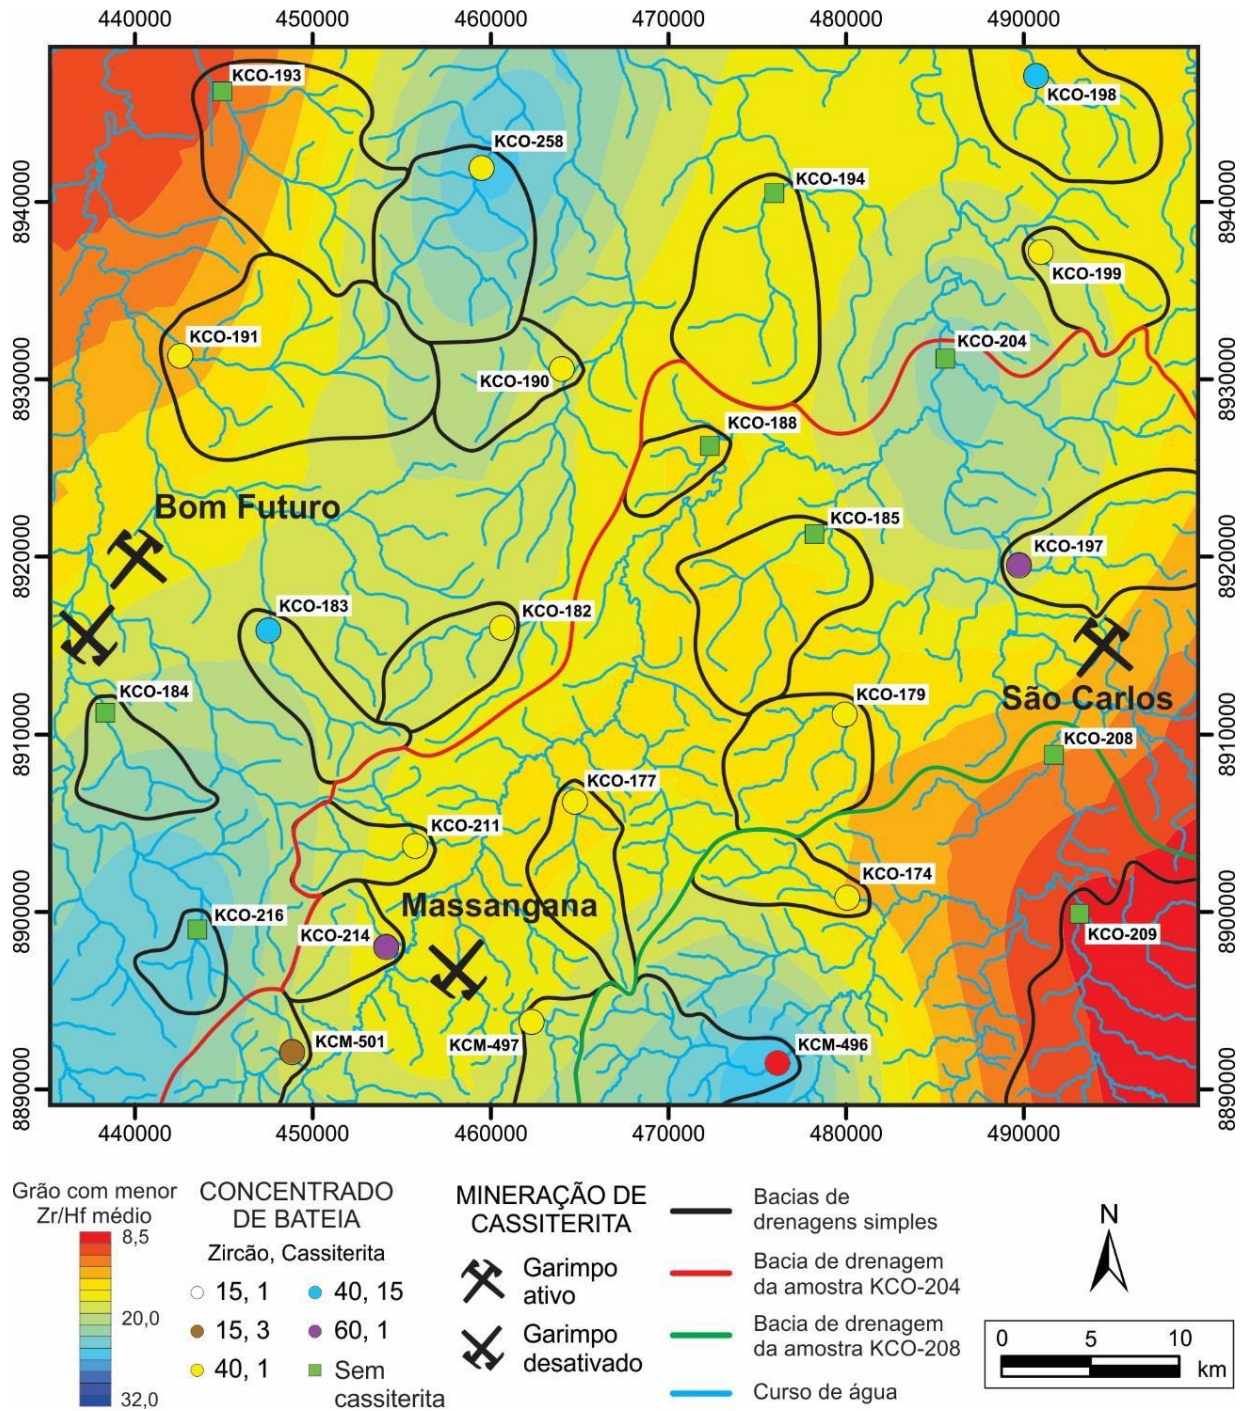 440000 450000 460000 470000 480000 490000
8940000
8930000
8920000
8910000
8900000
8890000
8940000
8930000
8920000
8910000
8900000
8890000
KCO-193
KCO-198
KCO-258
KCO-194
KCO-199
KCO-191
KCO-204
KCO-190
KCO-188
Bom Futuro
KCO-185
KCO-197
KCO-183
KCO-182
KCO-184
KCO-179
São Carlos
KCO-208
KCO-177
KCO-211
KCO-174
Massangana
KCO-216
KCO-214
KCO-209
KCM-501
KCM-497
KCM-496
440000 450000 460000 470000 480000 490000
Grão com menor
Zr/Hf médio
8,5
20,0
32,0
CONCENTRADO
DE BATEIA
Zircão, Cassiterita
15, 1
15, 3
40, 1
40, 15
60, 1
Sem
cassiterita
MINERAÇÃO DE
CASSITERITA
Garimpo
ativo
Garimpo
desativado
Bacias de
drenagens simples
Bacia de drenagem
da amostra KCO-204
Bacia de drenagem
da amostra KCO-208
Curso de água
N
0 5 10
km